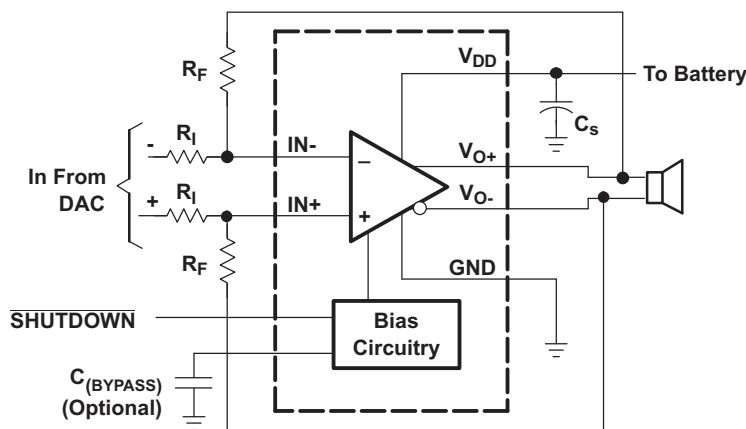 V_DD
To Battery
R_F
C_s
- R_I
IN-
−
V_O+
In From
DAC
+ R_I
IN+
+
V_O-
R_F
GND
SHUTDOWN
Bias
Circuitry
C_(BYPASS)
(Optional)